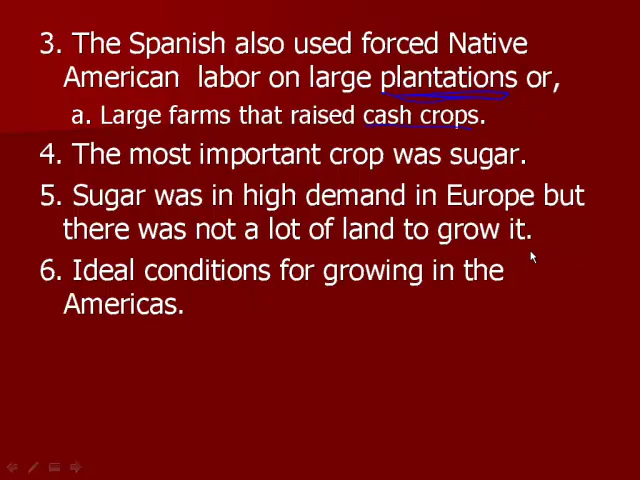 3. The Spanish also used forced Native
American labor on large plantations or,
a. Large farms that raised cash crops.
4. The most important crop was sugar.
5. Sugar was in high demand in Europe but
there was not a lot of land to grow it.
6. Ideal conditions for growing in the
Americas.